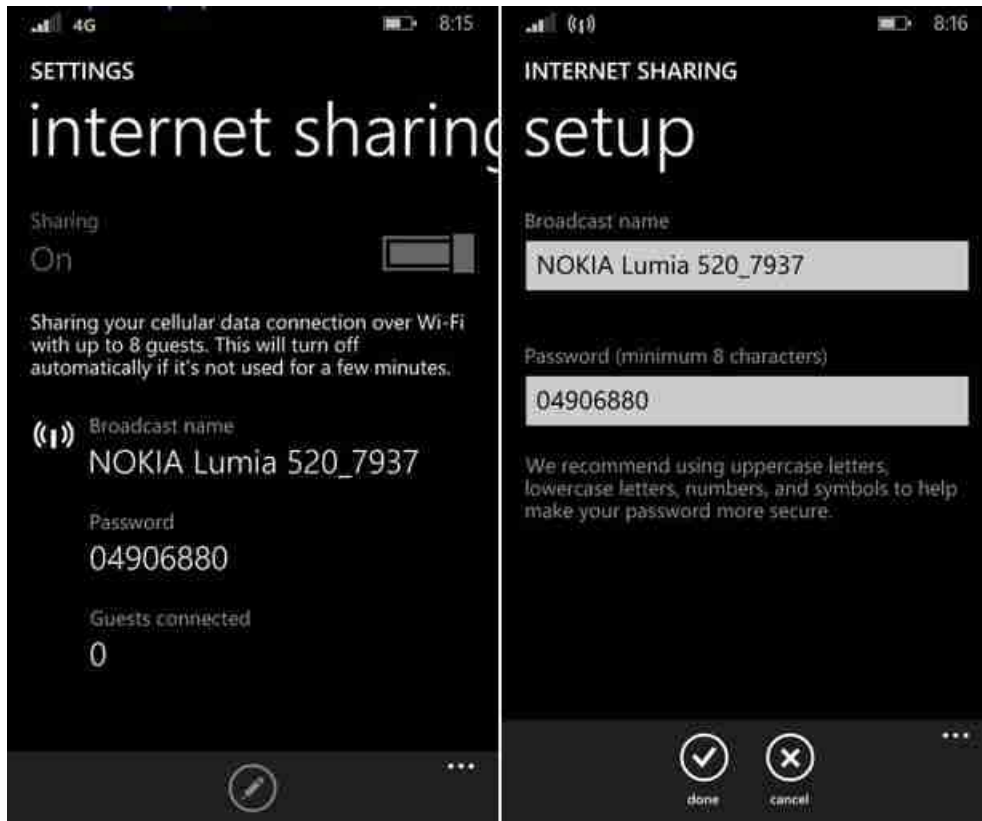 4G 8:15
SETTINGS
internet sharing
Sharing
On
Sharing your cellular data connection over Wi-Fi
with up to 8 guests. This will turn off
automatically if it's not used for a few minutes.
Broadcast name
NOKIA Lumia 520_7937
Password
04906880
Guests connected
0
8:16
INTERNET SHARING
setup
Broadcast name
NOKIA Lumia 520_7937
Password (minimum 8 characters)
04906880
We recommend using uppercase letters,
lowercase letters, numbers, and symbols to help
make your password more secure.
done cancel